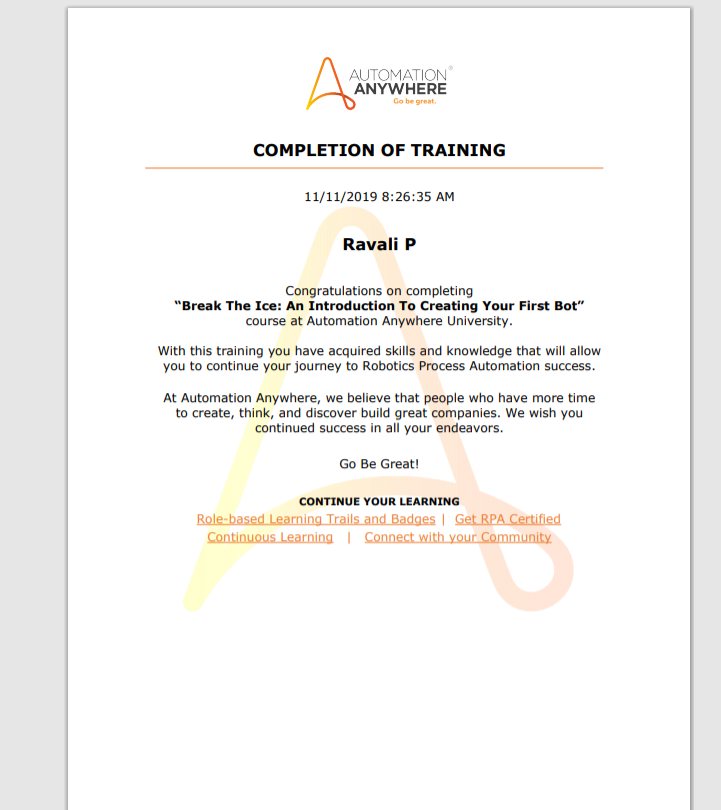 AUTOMATION®
ANYWHERE
Go be great.
COMPLETION OF TRAINING
11/11/2019 8:26:35 AM
Ravali P
Congratulations on completing
“Break The Ice: An Introduction To Creating Your First Bot”
course at Automation Anywhere University.
With this training you have acquired skills and knowledge that will allow
you to continue your journey to Robotics Process Automation success.
At Automation Anywhere, we believe that people who have more time
to create, think, and discover build great companies. We wish you
continued success in all your endeavors.
Go Be Great!
CONTINUE YOUR LEARNING
Role-based Learning Trails and Badges | Get RPA Certified
Continuous Learning | Connect with your Community